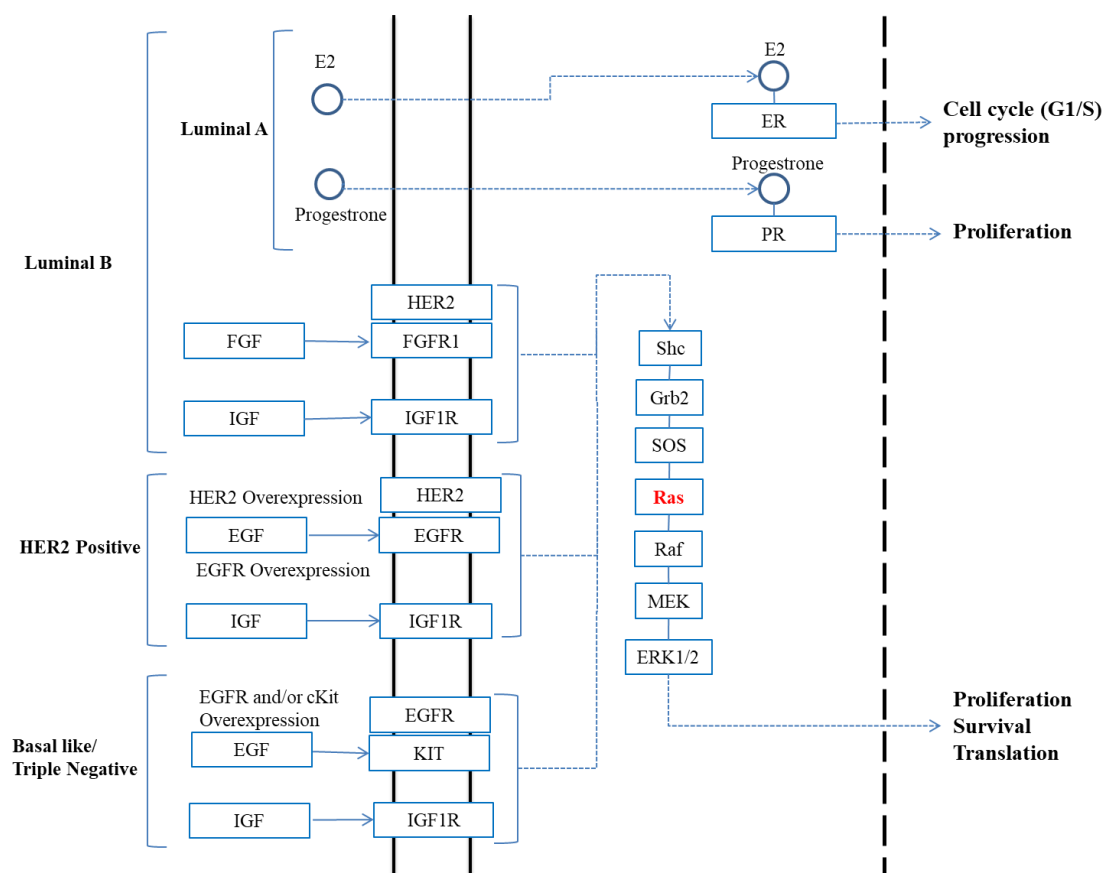 E2
Luminal A
Progestrone
E2
ER
Cell cycle (G1/S)
progression
Progestrone
PR
Proliferation
Luminal B
HER2
FGF
FGFR1
IGF
IGF1R
HER2 Positive
HER2 Overexpression
HER2
EGF
EGFR
EGFR Overexpression
IGF
IGF1R
Basal like/
Triple Negative
EGFR and/or cKit
Overexpression
EGFR
EGF
KIT
IGF
IGF1R
Shc
Grb2
SOS
Ras
Raf
MEK
ERK1/2
Proliferation
Survival
Translation